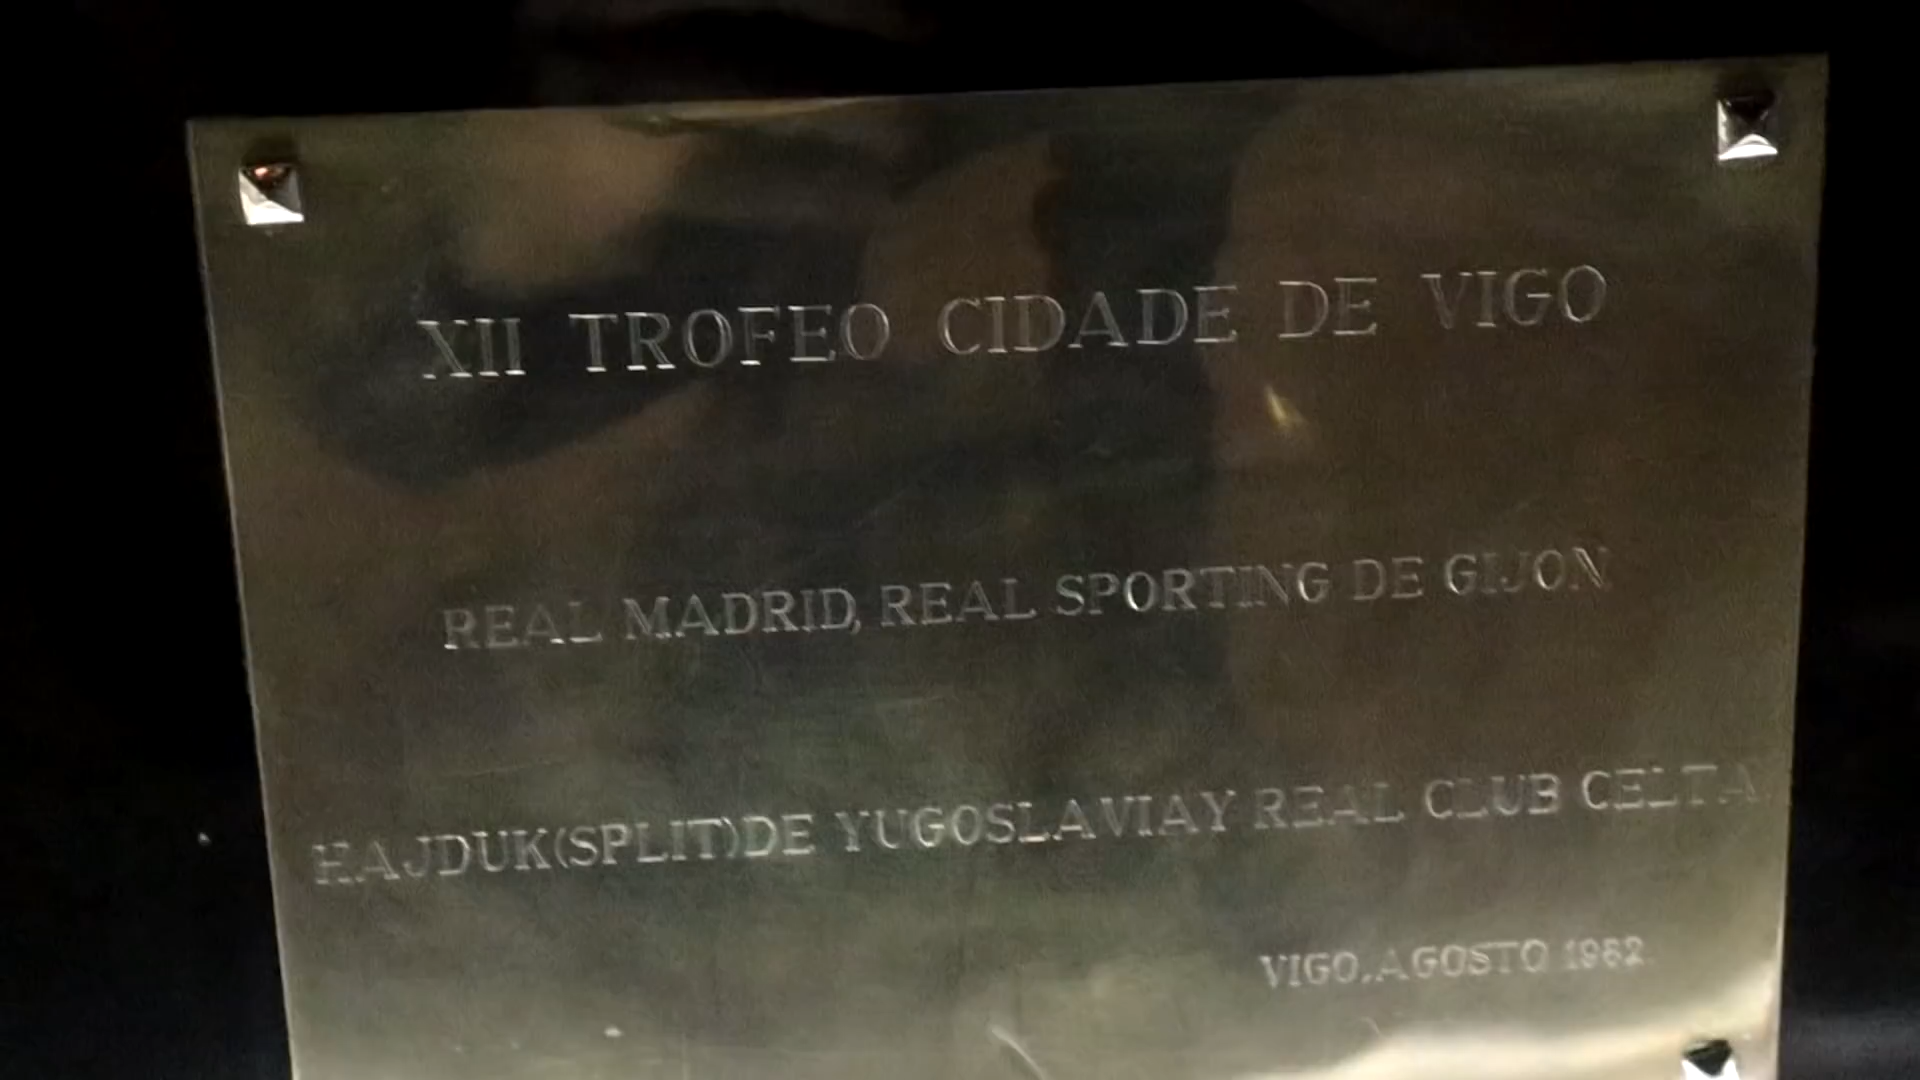 XII TROFEO CIDADE DE VIGO
REAL MADRID, REAL SPORTING DE GIJON
HAJDUK(SPLIT)DE YUGOSLAVIA Y REAL CLUB CELTA
VIGO, AGOSTO 1982